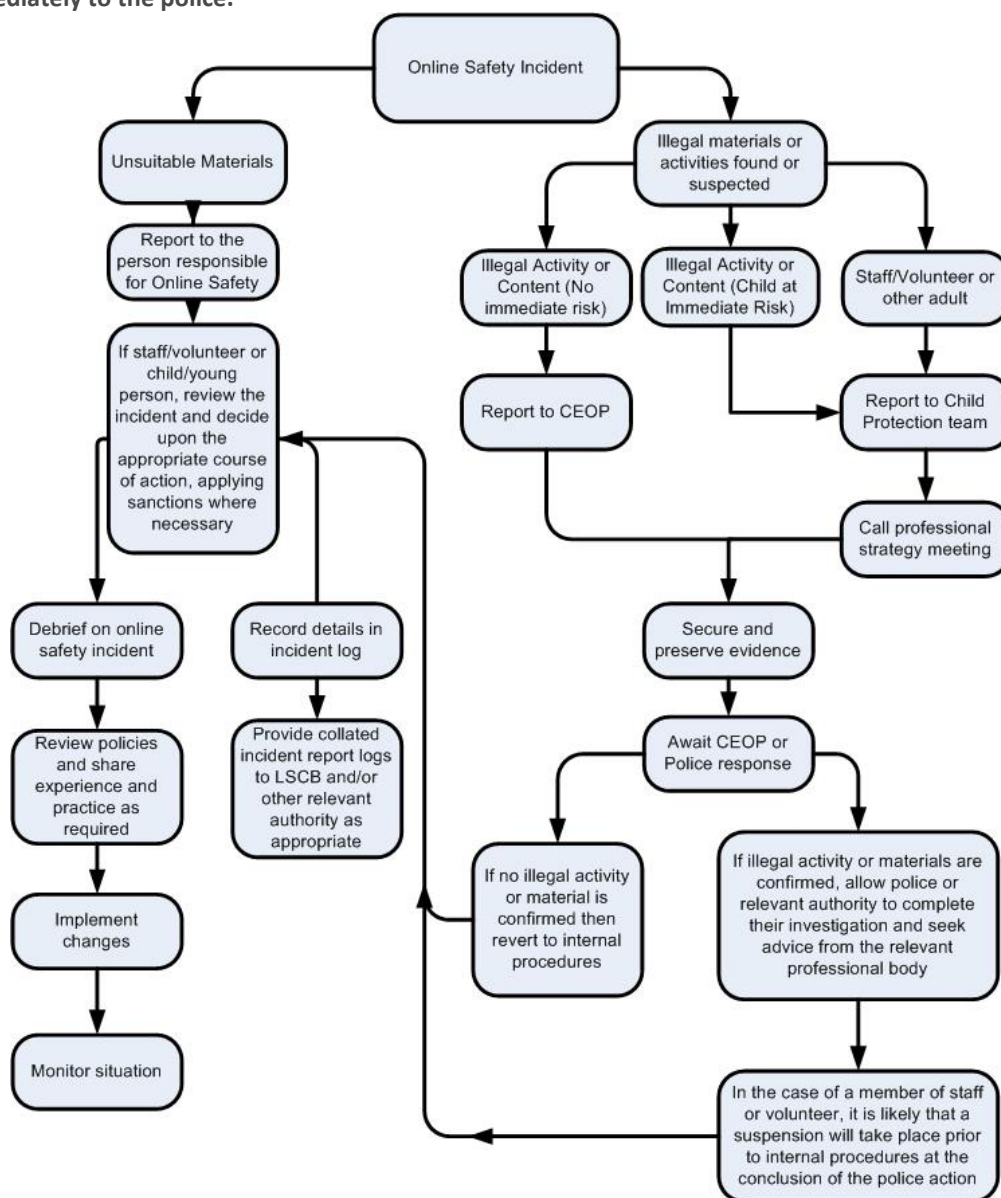 ediately to the police.
Online Safety Incident
Unsuitable Materials
Illegal materials or
activities found or
suspected
Report to the
person responsible
for Online Safety
Illegal Activity or
Content (No
immediate risk)
Illegal Activity or
Content (Child at
Immediate Risk)
Staff/Volunteer or
other adult
If staff/volunteer or
child/young
person, review the
incident and decide
upon the
appropriate course
of action, applying
sanctions where
necessary
Report to CEOP
Report to Child
Protection team
Call professional
strategy meeting
Debrief on online
safety incident
Record details in
incident log
Secure and
preserve evidence
Review policies
and share
experience and
practice as
required
Provide collated
incident report logs
to LSCB and/or
other relevant
authority as
appropriate
Await CEOP or
Police response
If no illegal activity
or material is
confirmed then
revert to internal
procedures
If illegal activity or materials are
confirmed, allow police or
relevant authority to complete
their investigation and seek
advice from the relevant
professional body
Implement
changes
Monitor situation
In the case of a member of staff
or volunteer, it is likely that a
suspension will take place prior
to internal procedures at the
conclusion of the police action